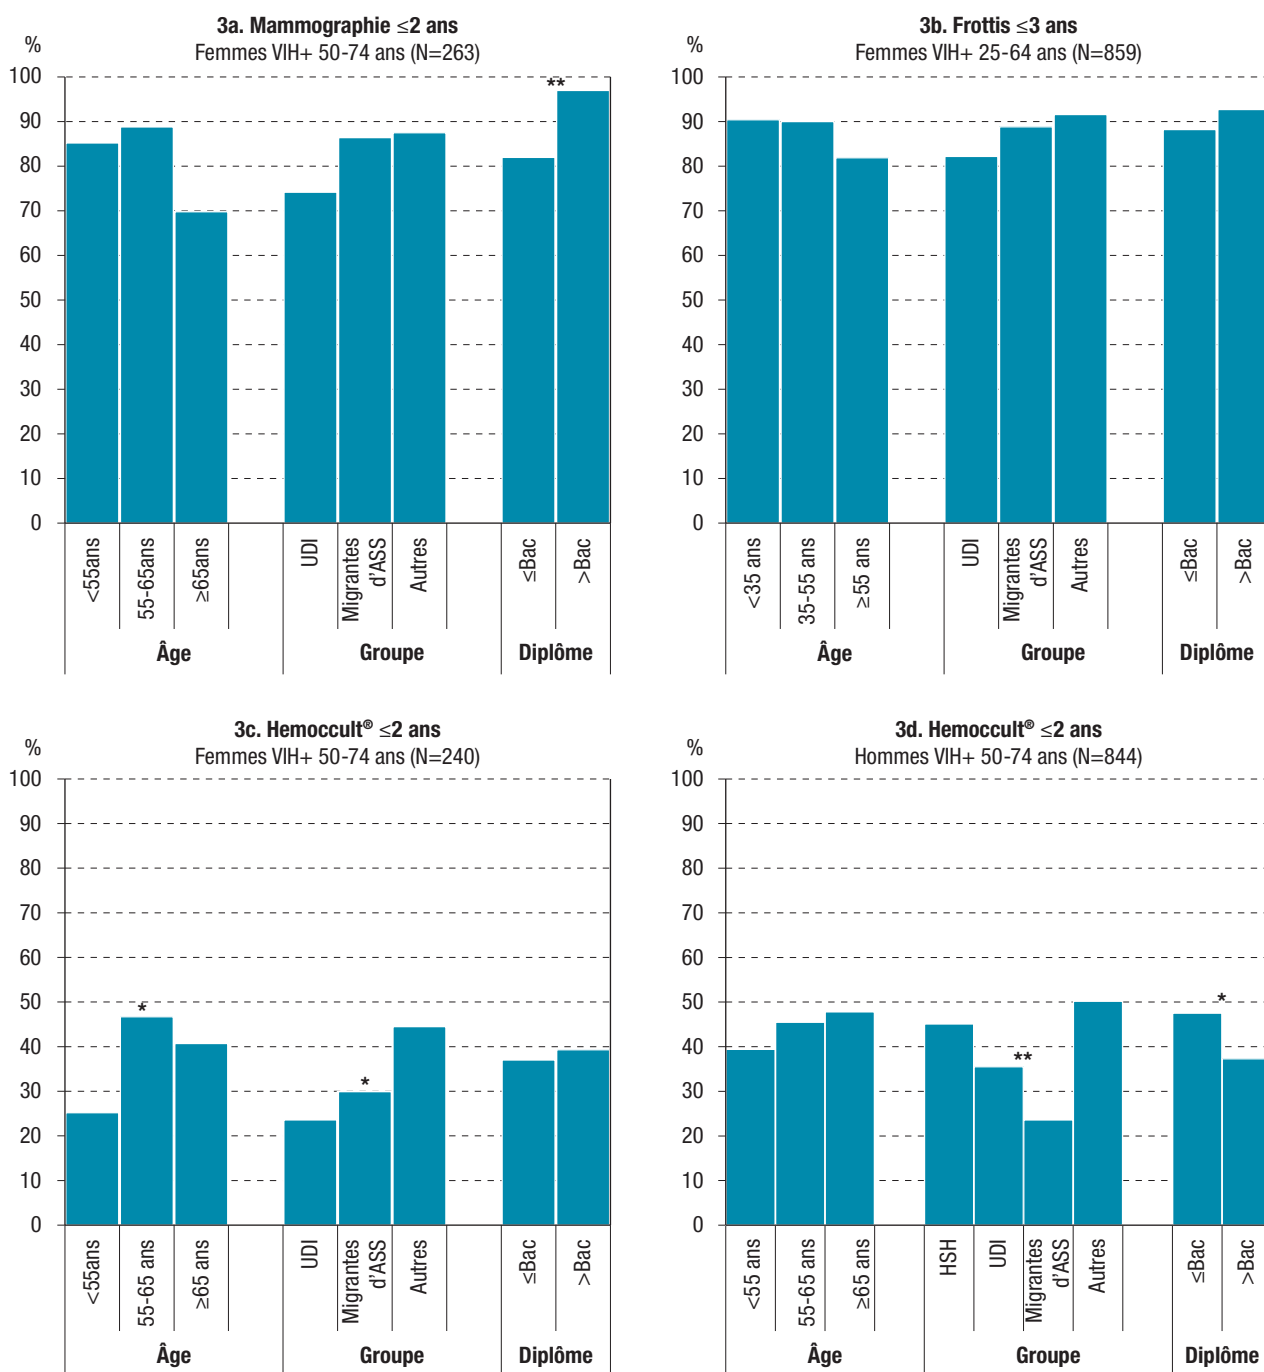 3a. Mammographie ≤2 ans
Femmes VIH+ 50-74 ans (N=263)
%
100
90
80
70
60
50
40
30
20
10
0
**
<55ans
55-65ans
≥65ans
UDI
Migrantes
d'ASS
Autres
≤Bac
>Bac
Âge
Groupe
Diplôme
3b. Frottis ≤3 ans
Femmes VIH+ 25-64 ans (N=859)
%
100
90
80
70
60
50
40
30
20
10
0
<35 ans
35-55 ans
≥55 ans
UDI
Migrantes
d'ASS
Autres
≤Bac
>Bac
Âge
Groupe
Diplôme
3c. Hemoccult® ≤2 ans
Femmes VIH+ 50-74 ans (N=240)
%
100
90
80
70
60
50
40
30
20
10
0
*
*
<55ans
55-65 ans
≥65 ans
UDI
Migrantes
d'ASS
Autres
≤Bac
>Bac
Âge
Groupe
Diplôme
3d. Hemoccult® ≤2 ans
Hommes VIH+ 50-74 ans (N=844)
%
100
90
80
70
60
50
40
30
20
10
0
**
*
<55 ans
55-65 ans
≥65 ans
HSH
UDI
Migrantes
d'ASS
Autres
≤Bac
>Bac
Âge
Groupe
Diplôme